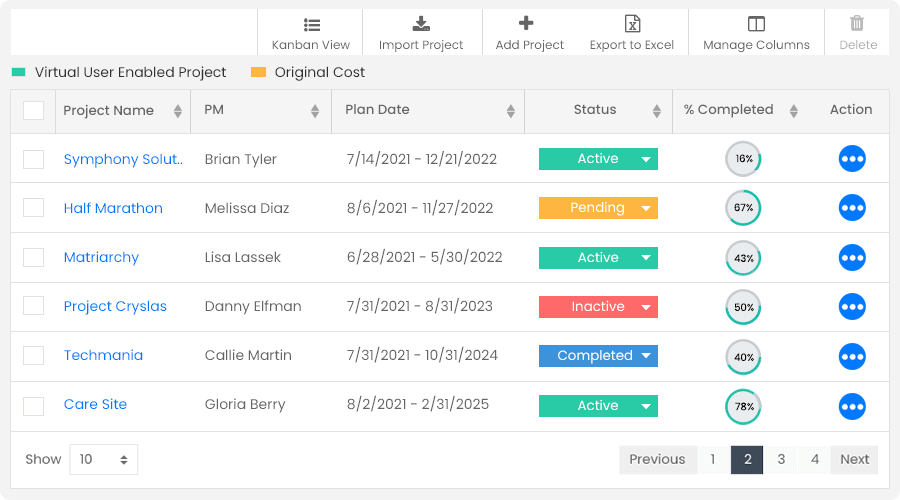 Kanban View Import Project Add Project Export to Excel Manage Columns Delete
Virtual User Enabled Project Original Cost
Project Name PM Plan Date Status % Completed Action
Symphony Solut.. Brian Tyler 7/14/2021 - 12/21/2022 Active 16%
Half Marathon Melissa Diaz 8/6/2021 - 11/27/2022 Pending 67%
Matriarchy Lisa Lassek 6/28/2021 - 5/30/2022 Active 43%
Project Cryslas Danny Elfman 7/31/2021 - 8/31/2023 Inactive 50%
Techmania Callie Martin 7/31/2021 - 10/31/2024 Completed 40%
Care Site Gloria Berry 8/2/2021 - 2/31/2025 Active 78%
Show 10 Previous 1 2 3 4 Next